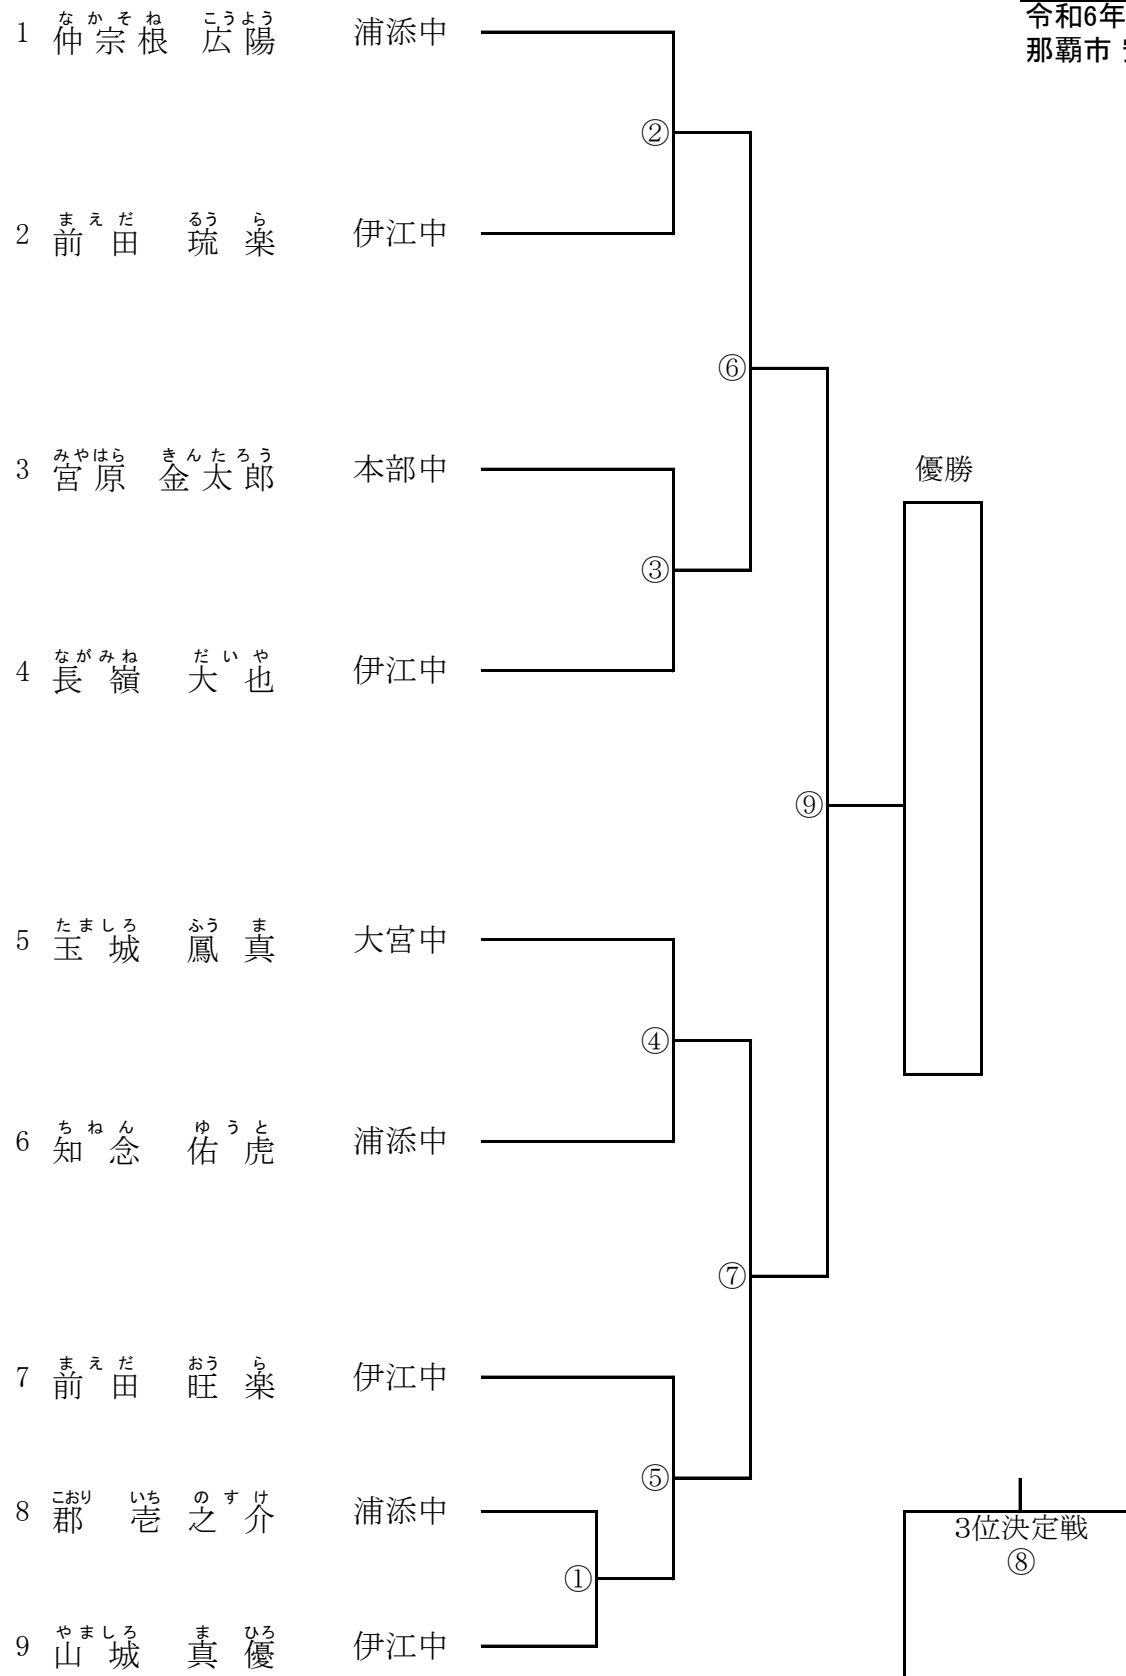 令和6年
那覇市
なかそね こうよう
1 仲宗根 広陽 浦添中
②
まえだ るうら
2 前田 琉楽 伊江中
⑥
みやはら きんたろう
3 宮原 金太郎 本部中
優勝
③
ながみね だいや
4 長嶺 大也 伊江中
⑨
たましろ ふうま
5 玉城 鳳真 大宮中
④
ちねん ゆうと
6 知念 佑虎 浦添中
⑦
まえだ おうら
7 前田 旺楽 伊江中
⑤
こおり いちのすけ
8 郡 壱之介 浦添中
3位決定戦
⑧
①
やましろ まひろ
9 山城 真優 伊江中